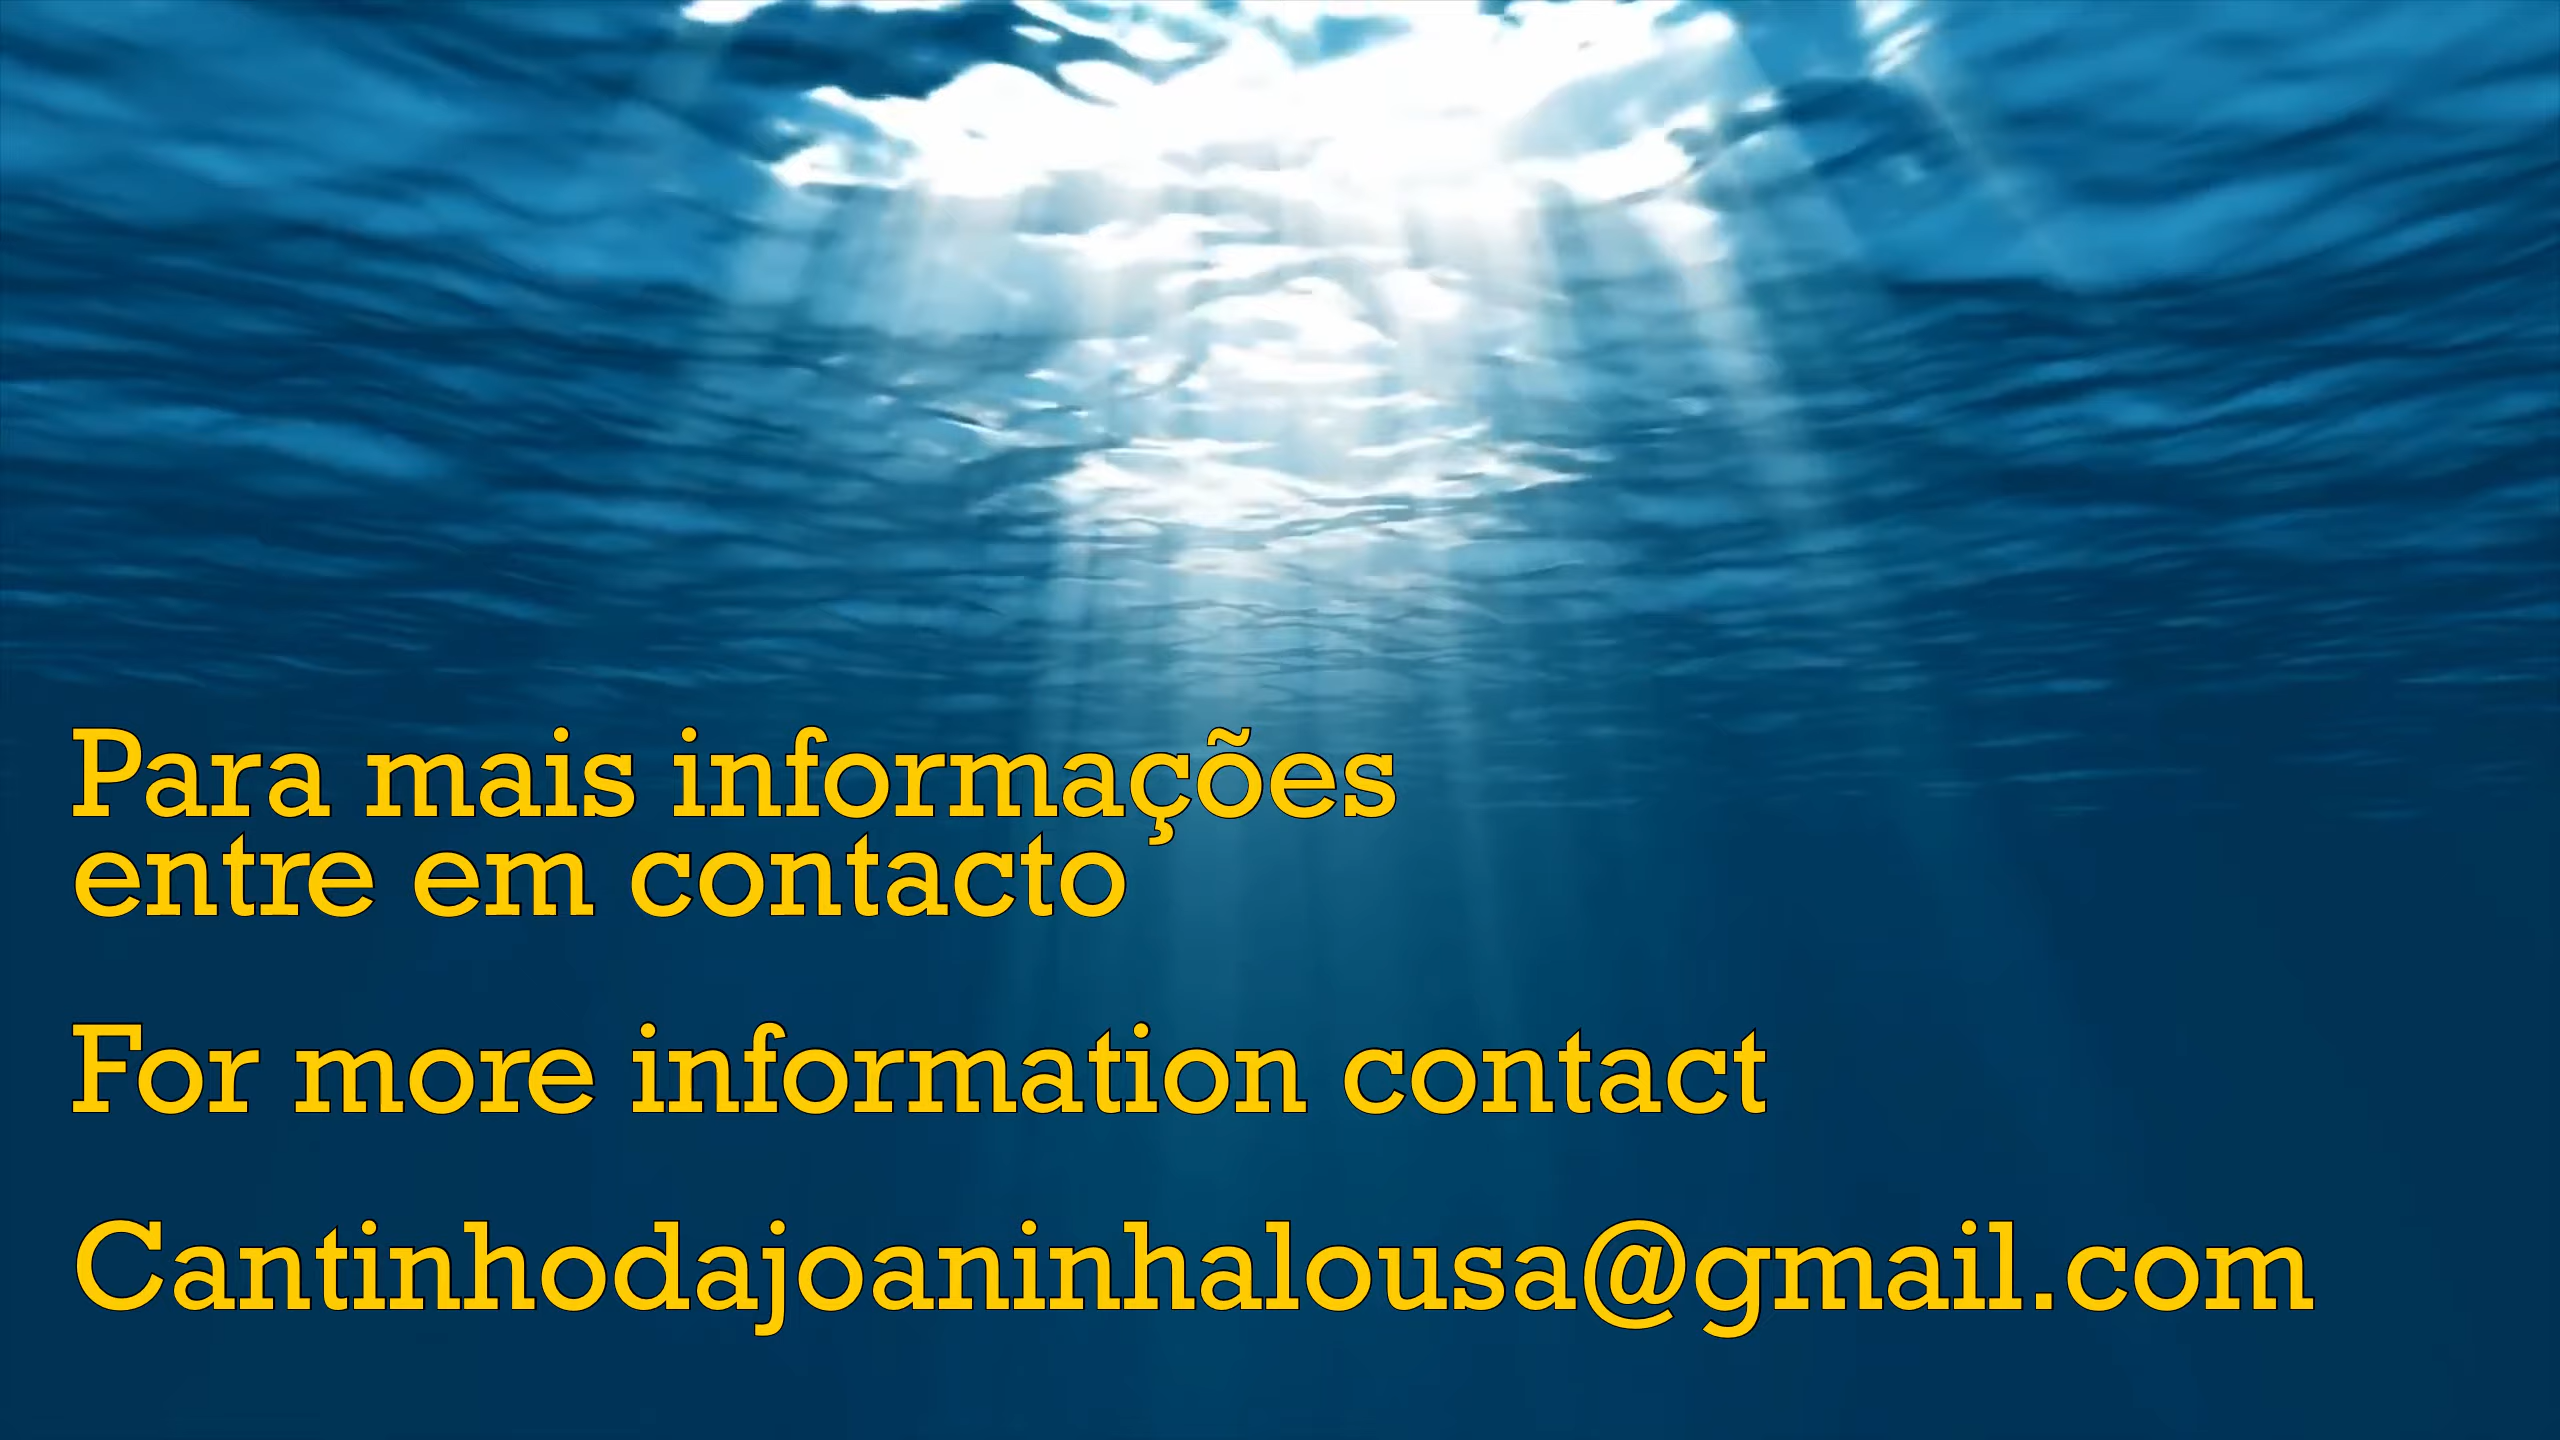 Para mais informações
entre em contacto
For more information contact
Cantinhodajoaninhalousa@gmail.com